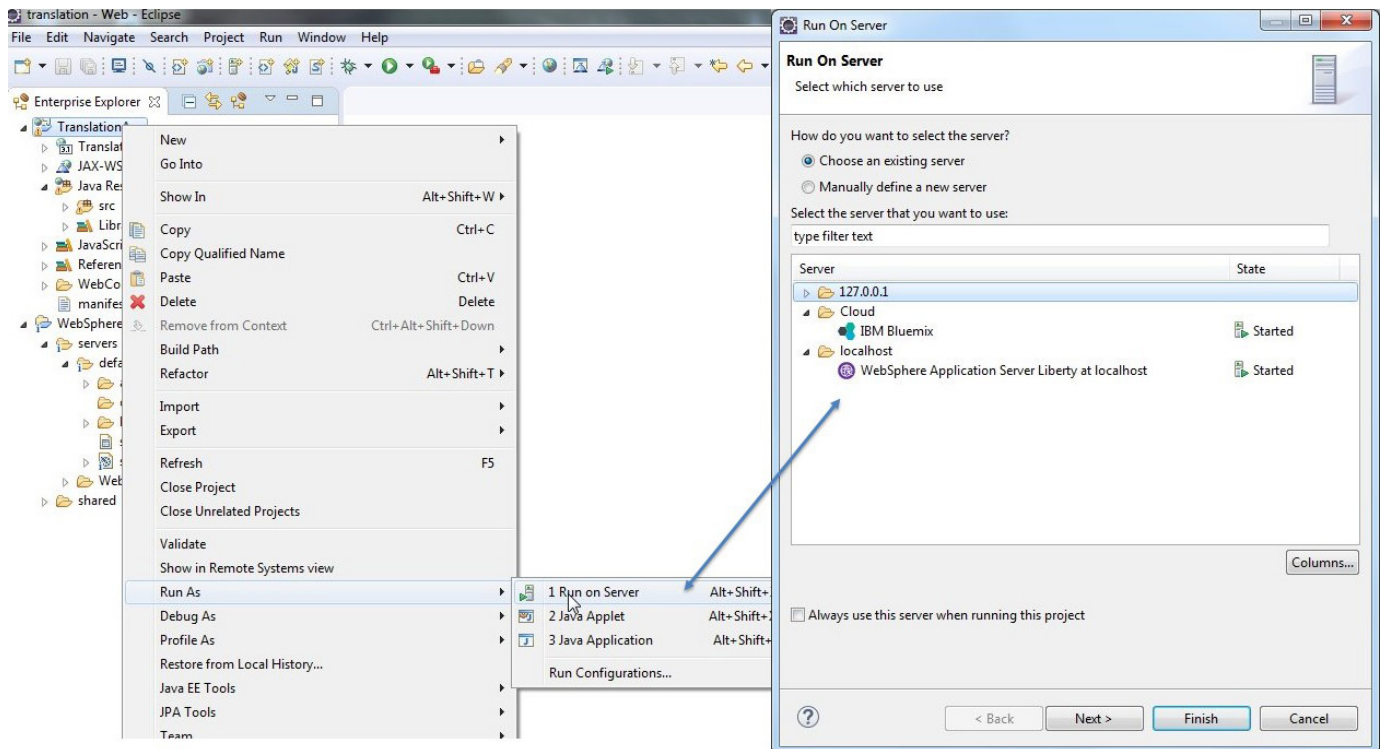 translation - Web - Eclipse
File Edit Navigate Search Project Run Window Help
Enterprise Explorer
Translation
Translat
JAX-WS
Java Res
src
Libr
JavaScri
Referen
WebCo
manifes
WebSphere
servers
defa
Web
shared
New
Go Into
Show In Alt+Shift+W
Copy Ctrl+C
Copy Qualified Name
Paste Ctrl+V
Delete Delete
Remove from Context Ctrl+Alt+Shift+Down
Build Path
Refactor Alt+Shift+T
Import
Export
Refresh F5
Close Project
Close Unrelated Projects
Validate
Show in Remote Systems view
Run As
Debug As
Profile As
Restore from Local History...
Java EE Tools
JPA Tools
Team
1 Run on Server Alt+Shift+
2 Java Applet Alt+Shift+
3 Java Application Alt+Shift+
Run Configurations...
Run On Server
Run On Server
Select which server to use
How do you want to select the server?
Choose an existing server
Manually define a new server
Select the server that you want to use:
type filter text
Server State
127.0.0.1
Cloud
IBM Bluemix Started
localhost
WebSphere Application Server Liberty at localhost Started
Columns...
Always use this server when running this project
< Back Next > Finish Cancel